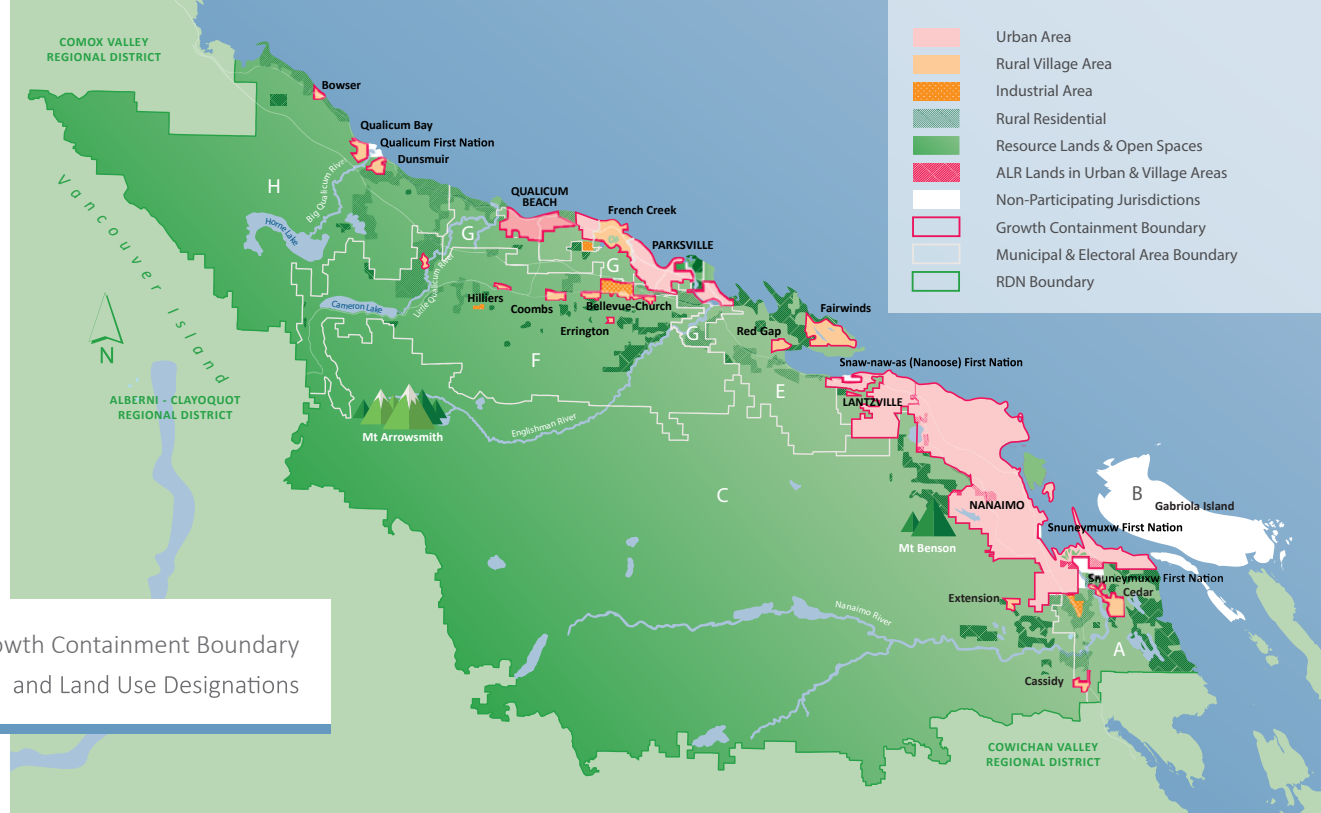 COMOX VALLEY
REGIONAL DISTRICT
Urban Area
Rural Village Area
Industrial Area
Rural Residential
Resource Lands & Open Spaces
ALR Lands in Urban & Village Areas
Non-Participating Jurisdictions
Growth Containment Boundary
Municipal & Electoral Area Boundary
RDN Boundary
Bowser
Qualicum Bay
Qualicum First Nation
Dunsmuir
Big Qualicum River
H
Horne Lake
Vancouver Island
N
QUALICUM
BEACH
French Creek
G
PARKSVILLE
G
Little Qualicum River
Cameron Lake
Hilliers
Coombs
Bellevue-Church
Errington
G
Red Gap
Fairwinds
F
Snaw-naw-as (Nanoose) First Nation
E
LANTZVILLE
ALBERNI - CLAYOQUOT
REGIONAL DISTRICT
Mt Arrowsmith
Englishman River
C
B
Gabriola Island
NANAIMO
Snuneymuxw First Nation
Mt Benson
Snuneymuxw First Nation
Cedar
Extension
Nanaimo River
A
Cassidy
COWICHAN VALLEY
REGIONAL DISTRICT
owth Containment Boundary
and Land Use Designations